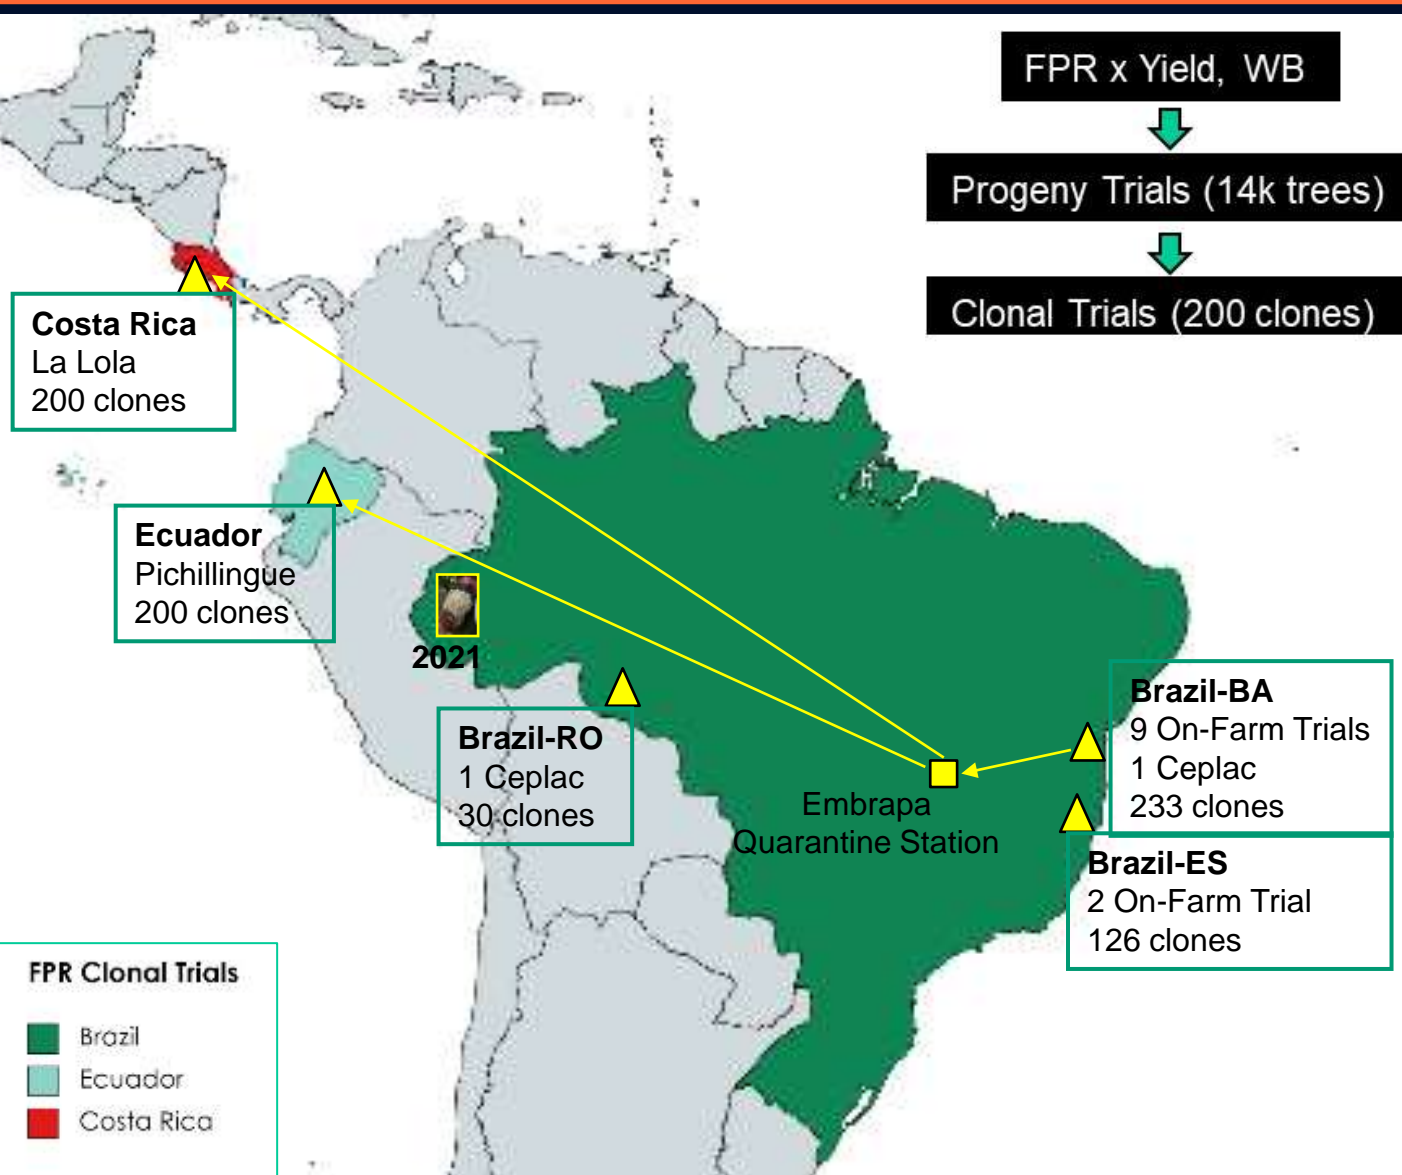 FPR x Yield, WB
Progeny Trials (14k trees)
Clonal Trials (200 clones)
Costa Rica
La Lola
200 clones
Ecuador
Pichillingue
200 clones
2021
Brazil-RO
1 Ceplac
30 clones
Embrapa
Quarantine Station
Brazil-BA
9 On-Farm Trials
1 Ceplac
233 clones
Brazil-ES
2 On-Farm Trial
126 clones
FPR Clonal Trials
Brazil
Ecuador
Costa Rica